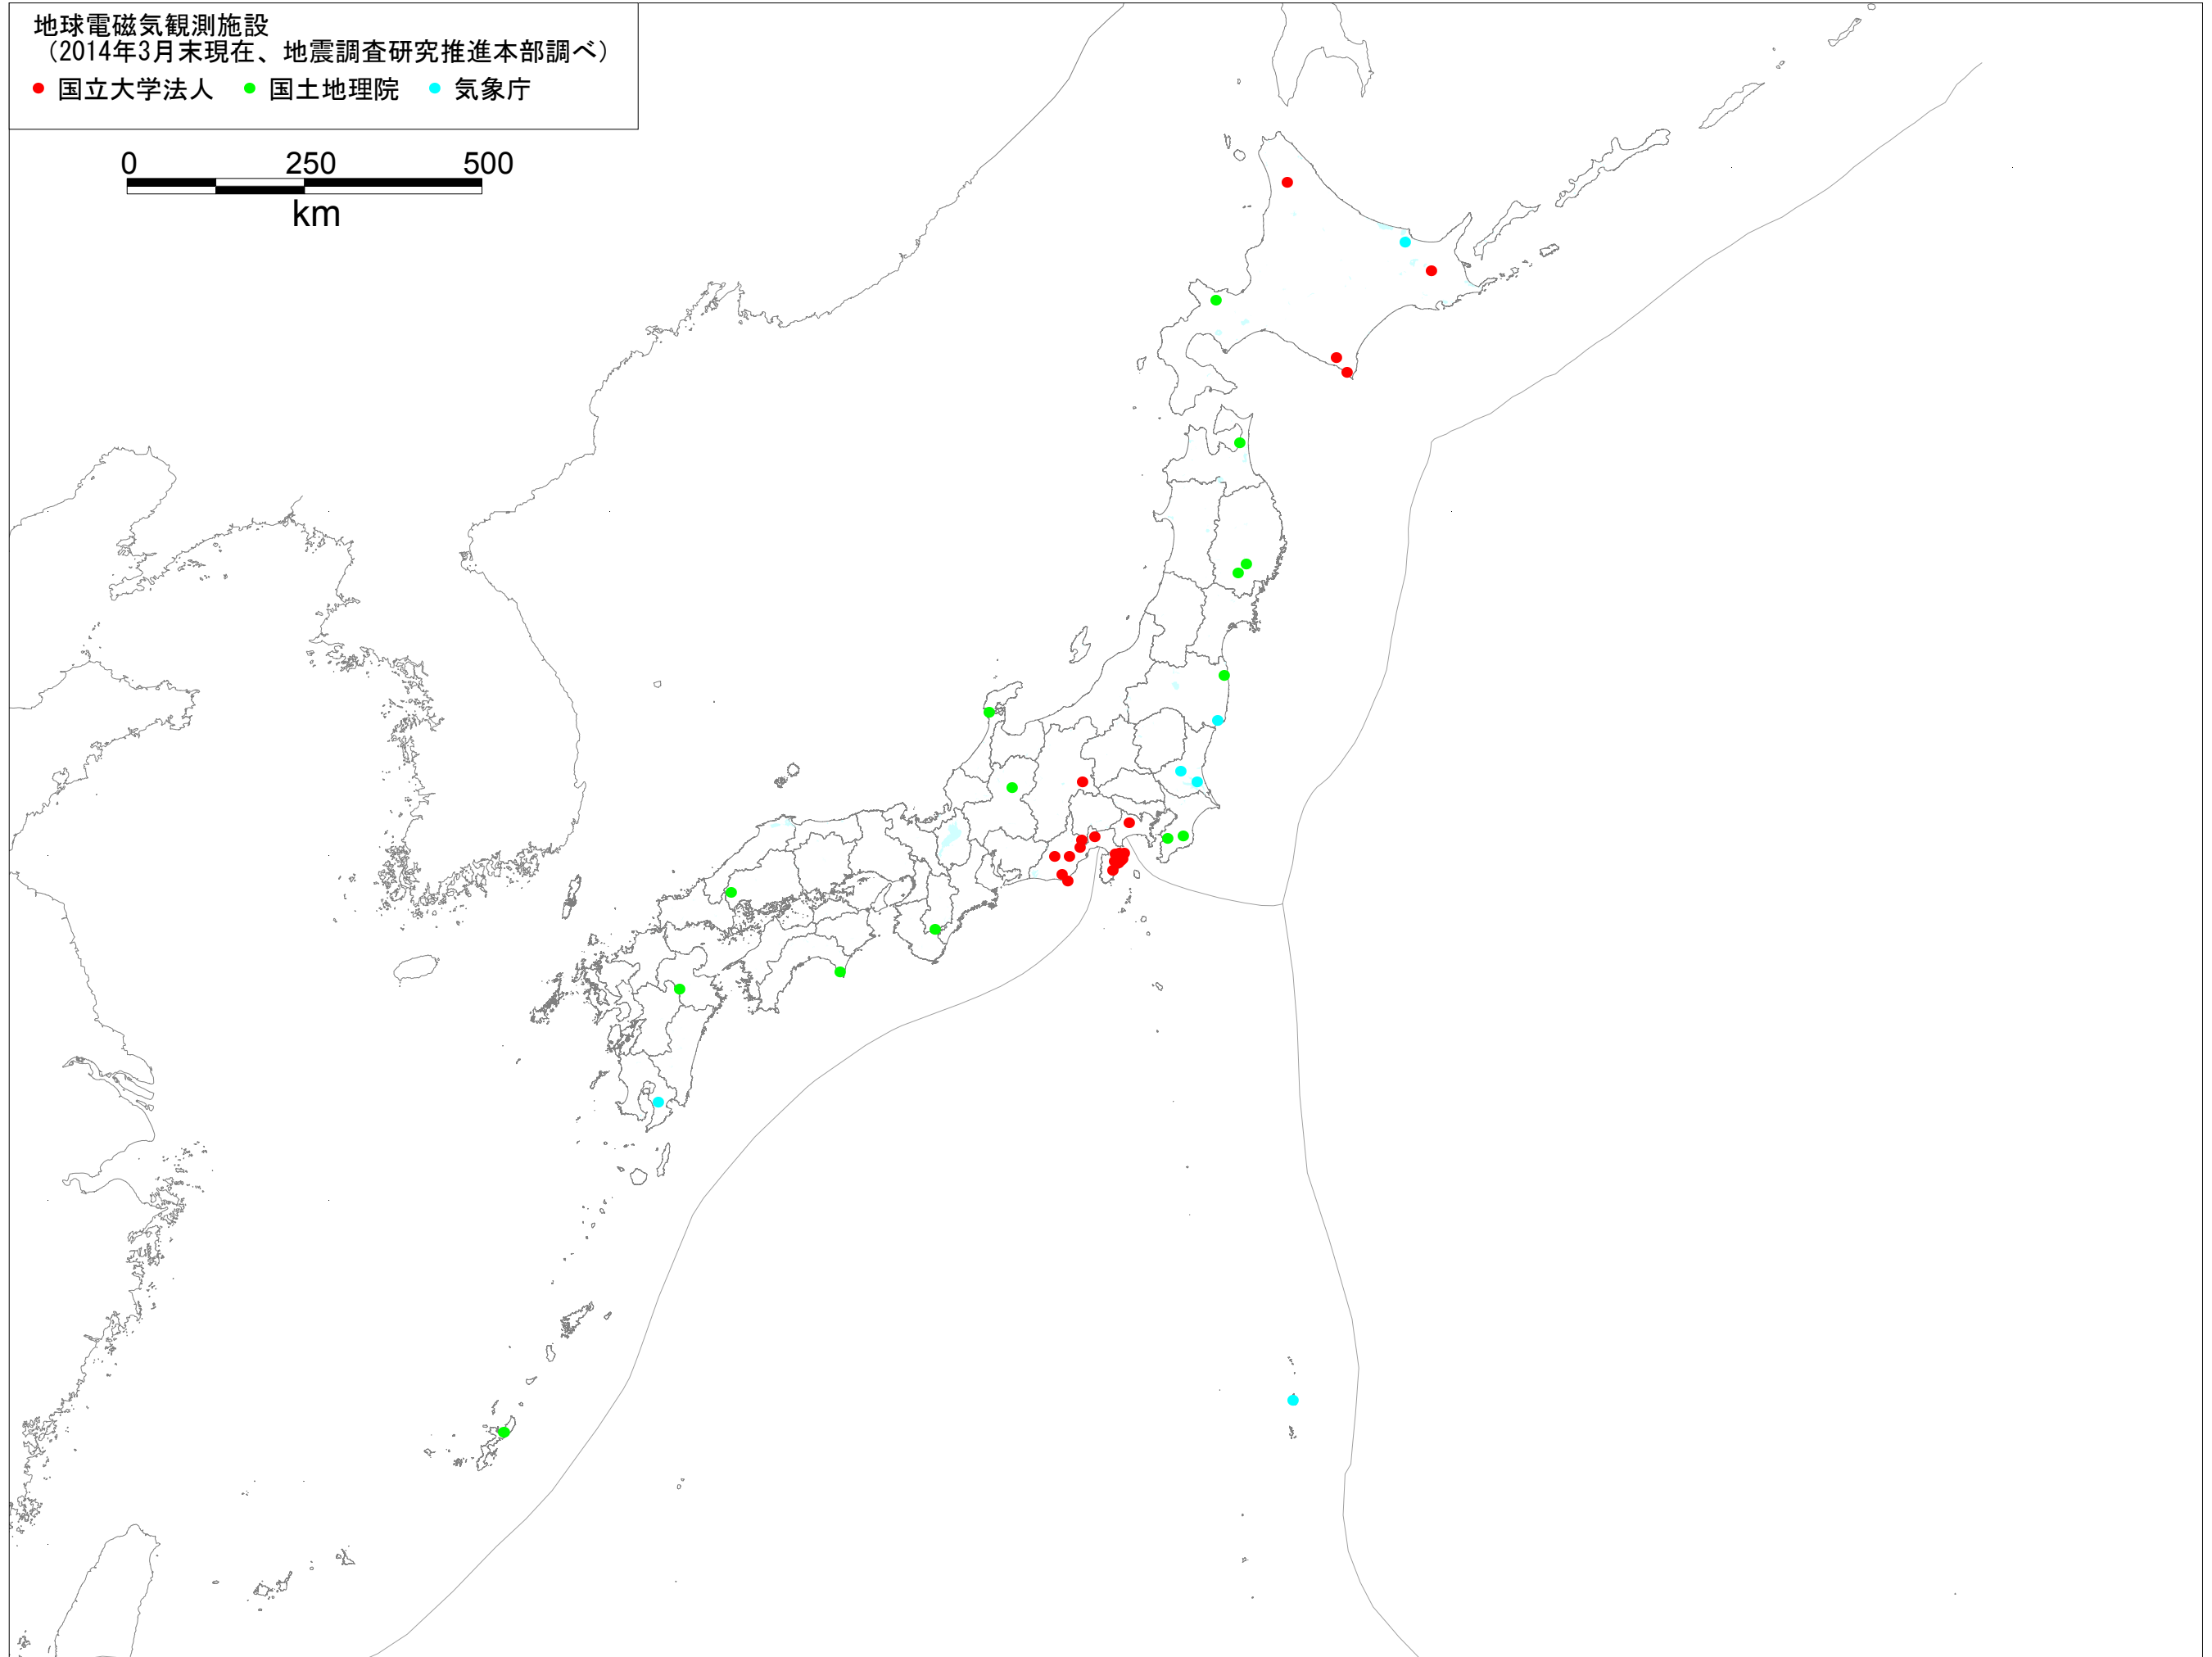 地球電磁気観測施設
（2014年3月末現在、地震調査研究推進本部調べ）
国立大学法人 国土地理院 気象庁
0 250 500
km